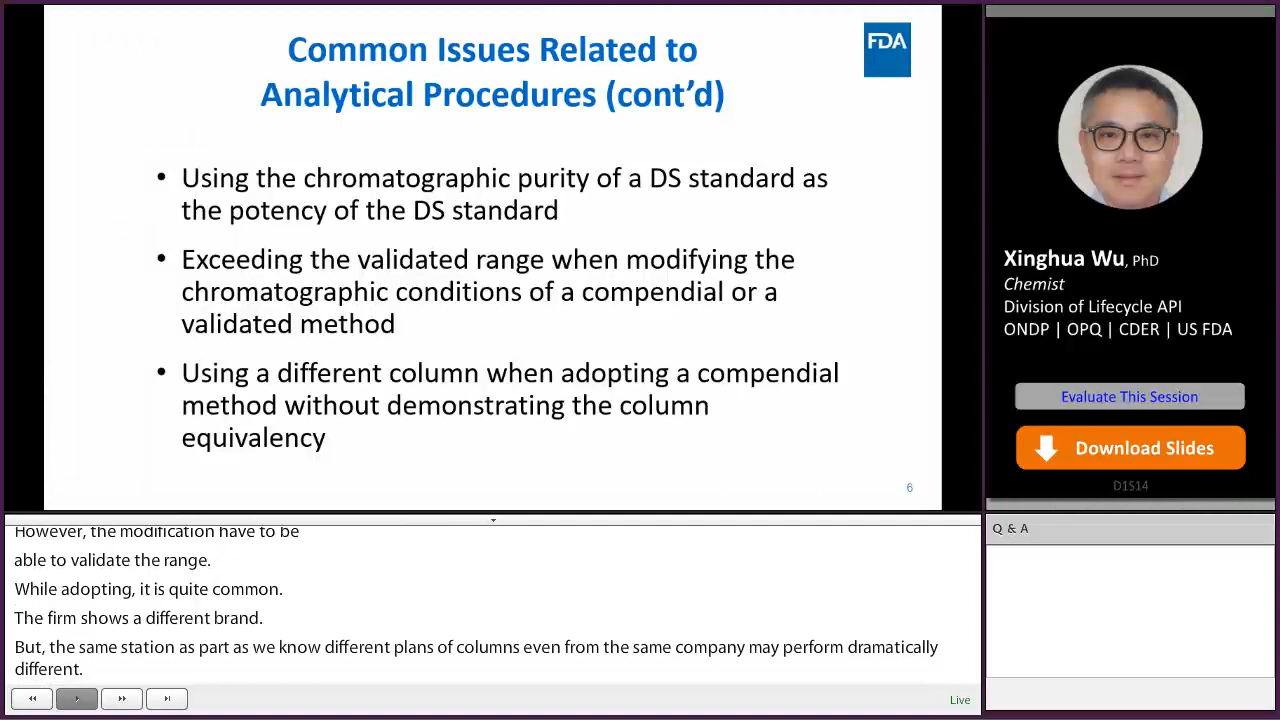 Common Issues Related to
Analytical Procedures (cont’d)
FDA
• Using the chromatographic purity of a DS standard as
the potency of the DS standard
• Exceeding the validated range when modifying the
chromatographic conditions of a compendial or a
validated method
• Using a different column when adopting a compendial
method without demonstrating the column
equivalency
6
Xinghua Wu, PhD
Chemist
Division of Lifecycle API
ONDP | OPQ | CDER | US FDA
Evaluate This Session
Download Slides
D1S14
However, the modification have to be
able to validate the range.
While adopting, it is quite common.
The firm shows a different brand.
But, the same station as part as we know different plans of columns even from the same company may perform dramatically
different.
Live
Q & A